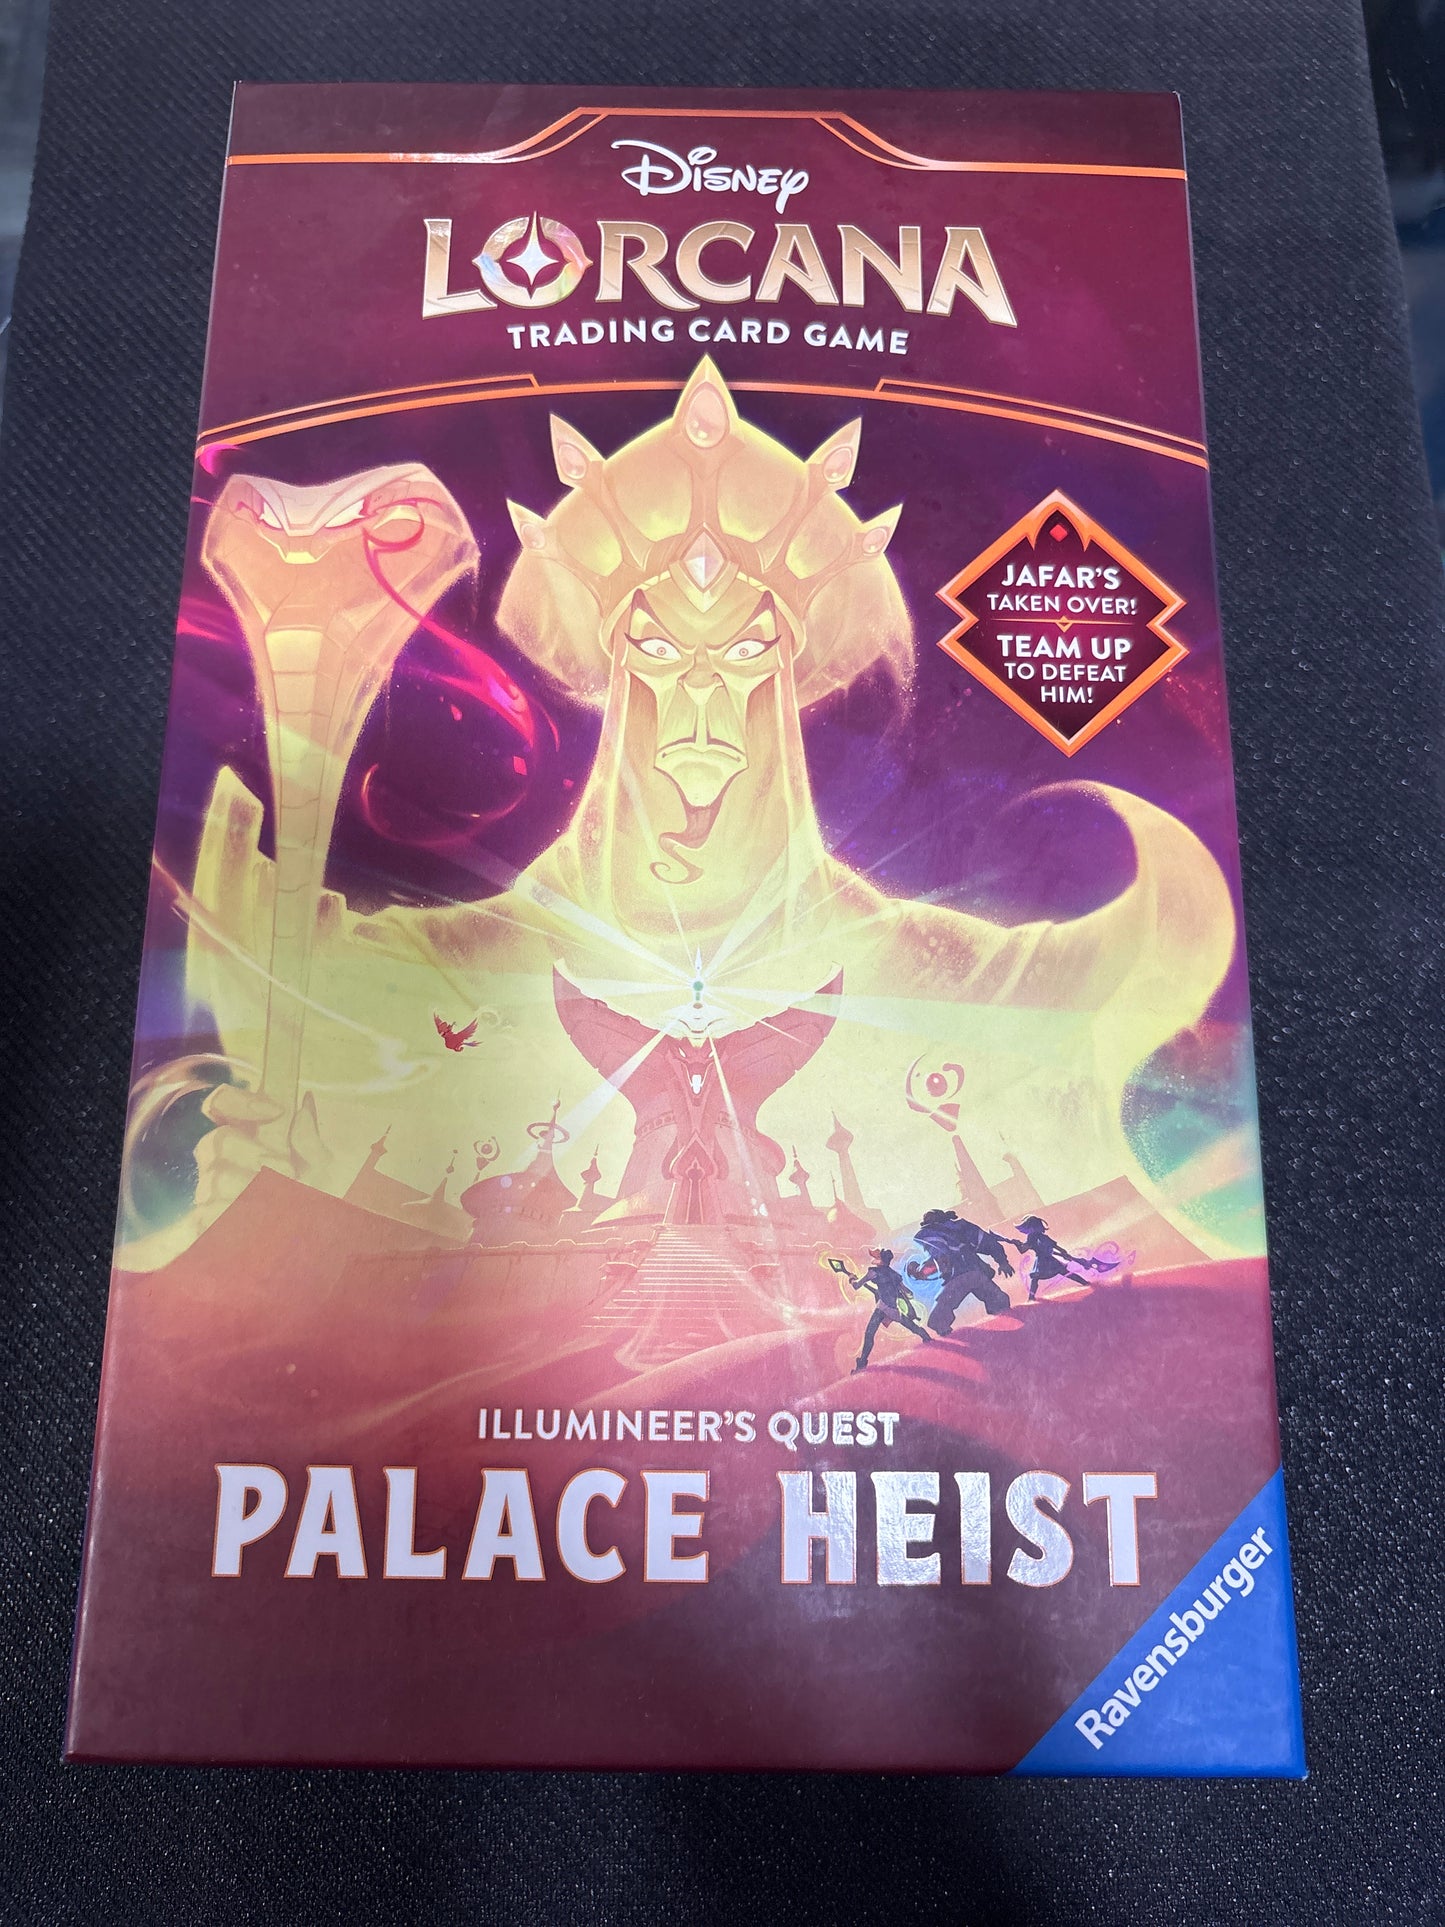 Disney
LORCANA
TRADING CARD GAME
JAFAR'S
TAKEN OVER!
TEAM UP
TO DEFEAT
HIM!
ILLUMINEER'S QUEST
PALACE HEIST
Ravensburger